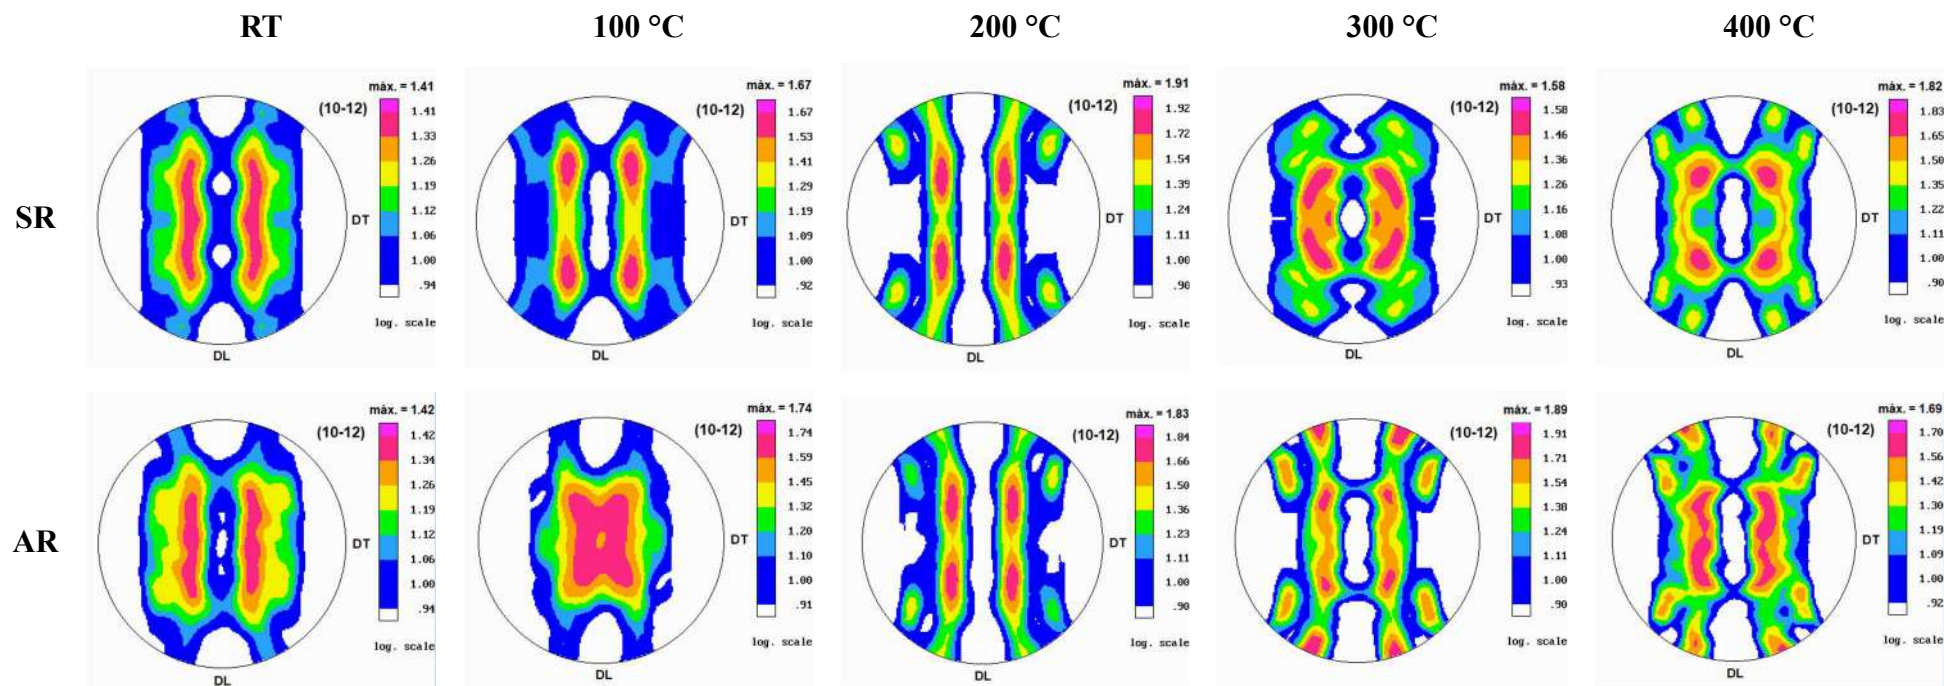 RT 100 °C 200 °C 300 °C 400 °C
SR
máx. = 1.41
(10-12)
1.41
1.33
1.26
1.19
1.12
1.06
1.00
.94
log. scale
DT
DL
máx. = 1.67
(10-12)
1.67
1.53
1.41
1.29
1.19
1.09
1.00
.92
log. scale
DT
DL
máx. = 1.91
(10-12)
1.92
1.72
1.54
1.39
1.24
1.11
1.00
.90
log. scale
DT
DL
máx. = 1.58
(10-12)
1.58
1.46
1.36
1.26
1.16
1.08
1.00
.93
log. scale
DT
DL
máx. = 1.82
(10-12)
1.83
1.65
1.50
1.35
1.22
1.11
1.00
.90
log. scale
DT
DL
AR
máx. = 1.42
(10-12)
1.42
1.34
1.26
1.19
1.12
1.06
1.00
.94
log. scale
DT
DL
máx. = 1.74
(10-12)
1.74
1.59
1.45
1.32
1.20
1.10
1.00
.91
log. scale
DT
DL
máx. = 1.83
(10-12)
1.84
1.66
1.50
1.36
1.23
1.11
1.00
.90
log. scale
DT
DL
máx. = 1.89
(10-12)
1.91
1.71
1.54
1.38
1.24
1.11
1.00
.90
log. scale
DT
DL
máx. = 1.69
(10-12)
1.70
1.56
1.42
1.30
1.19
1.09
1.00
.92
log. scale
DT
DL